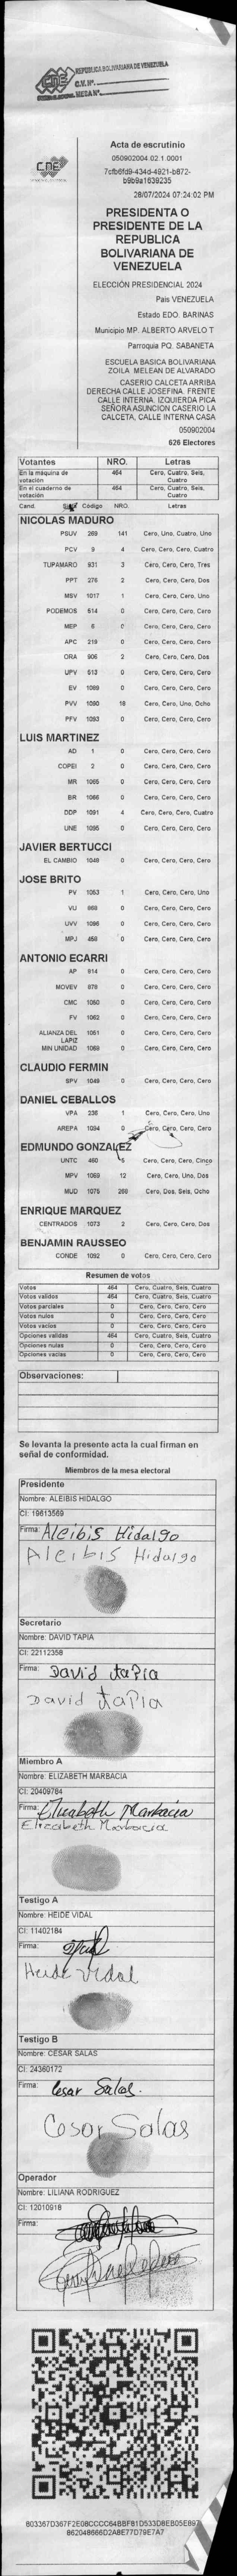 REPÚBLICA BOLIVARIANA DE VENEZUELA
CNE
C.V. Nº.
MESA Nº.
CNE
Acta de escrutinio
050902004.02.1.0001
7cfb6fd9-434d-4921-b872-
b9b9a1639235
28/07/2024 07:24:02 PM
PRESIDENTA O
PRESIDENTE DE LA
REPUBLICA
BOLIVARIANA DE
VENEZUELA
ELECCIÓN PRESIDENCIAL 2024
Pais VENEZUELA
Estado EDO. BARINAS
Municipio MP. ALBERTO ARVELO T
Parroquia PQ. SABANETA
ESCUELA BASICA BOLIVARIANA
ZOILA MELEAN DE ALVARADO
CASERIO CALCETA ARRIBA
DERECHA CALLE JOSEFINA. FRENTE
CALLE INTERNA. IZQUIERDA PICA
SEÑORA ASUNCION CASERIO LA
CALCETA, CALLE INTERNA CASA
050902004
626 Electores
Votantes NRO. Letras
En la máquina de votación 464 Cero, Cuatro, Seis, Cuatro
En el cuaderno de votación 464 Cero, Cuatro, Seis, Cuatro
Cand. Código NRO. Letras
NICOLAS MADURO
PSUV 269 141 Cero, Uno, Cuatro, Uno
PCV 9 4 Cero, Cero, Cero, Cuatro
TUPAMARO 931 3 Cero, Cero, Cero, Tres
PPT 276 2 Cero, Cero, Cero, Dos
MSV 1017 1 Cero, Cero, Cero, Uno
PODEMOS 514 0 Cero, Cero, Cero, Cero
MEP 6 0 Cero, Cero, Cero, Cero
APC 219 0 Cero, Cero, Cero, Cero
ORA 906 2 Cero, Cero, Cero, Dos
UPV 513 0 Cero, Cero, Cero, Cero
EV 1069 0 Cero, Cero, Cero, Cero
PVV 1090 18 Cero, Cero, Uno, Ocho
PFV 1093 0 Cero, Cero, Cero, Cero
LUIS MARTINEZ
AD 1 0 Cero, Cero, Cero, Cero
COPEI 2 0 Cero, Cero, Cero, Cero
MR 1065 0 Cero, Cero, Cero, Cero
BR 1066 0 Cero, Cero, Cero, Cero
DDP 1091 4 Cero, Cero, Cero, Cuatro
UNE 1095 0 Cero, Cero, Cero, Cero
JAVIER BERTUCCI
EL CAMBIO 1048 0 Cero, Cero, Cero, Cero
JOSE BRITO
PV 1053 1 Cero, Cero, Cero, Uno
VU 868 0 Cero, Cero, Cero, Cero
UVV 1096 0 Cero, Cero, Cero, Cero
MPJ 458 0 Cero, Cero, Cero, Cero
ANTONIO ECARRI
AP 914 0 Cero, Cero, Cero, Cero
MOVEV 878 0 Cero, Cero, Cero, Cero
CMC 1050 0 Cero, Cero, Cero, Cero
FV 1062 0 Cero, Cero, Cero, Cero
ALIANZA DEL LAPIZ 1051 0 Cero, Cero, Cero, Cero
MIN UNIDAD 1068 0 Cero, Cero, Cero, Cero
CLAUDIO FERMIN
SPV 1049 0 Cero, Cero, Cero, Cero
DANIEL CEBALLOS
VPA 236 1 Cero, Cero, Cero, Uno
AREPA 1094 0 Cero, Cero, Cero, Cero
EDMUNDO GONZALEZ
UNTC 460 5 Cero, Cero, Cero, Cinco
MPV 1069 12 Cero, Cero, Uno, Dos
MUD 1075 268 Cero, Dos, Seis, Ocho
ENRIQUE MARQUEZ
CENTRADOS 1073 2 Cero, Cero, Cero, Dos
BENJAMIN RAUSSEO
CONDE 1092 0 Cero, Cero, Cero, Cero
Resumen de votos
Votos 464 Cero, Cuatro, Seis, Cuatro
Votos validos 464 Cero, Cuatro, Seis, Cuatro
Votos parciales 0 Cero, Cero, Cero, Cero
Votos nulos 0 Cero, Cero, Cero, Cero
Votos vacios 0 Cero, Cero, Cero, Cero
Opciones validas 464 Cero, Cuatro, Seis, Cuatro
Opciones nulas 0 Cero, Cero, Cero, Cero
Opciones vacias 0 Cero, Cero, Cero, Cero
Observaciones:
Se levanta la presente acta la cual firman en
señal de conformidad.
Miembros de la mesa electoral
Presidente
Nombre: ALEIBIS HIDALGO
CI: 19613569
Firma: Aleibis Hidalgo
Aleibis Hidalgo
Secretario
Nombre: DAVID TAPIA
CI: 22112358
Firma: David tapia
David tapia
Miembro A
Nombre: ELIZABETH MARBACIA
CI: 20409784
Firma: Elizabeth Marbacia
Elizabeth Marbacia
Testigo A
Nombre: HEIDE VIDAL
CI: 11402184
Firma:
Heide Vidal
Testigo B
Nombre: CESAR SALAS
CI: 24360172
Firma: Cesar Salas.
Cesar Salas
Operador
Nombre: LILIANA RODRIGUEZ
CI: 12010918
Firma:
803367D367F2E08CCCC64BBF81D533D8EB05E897
862048666D2A8E77D79E7A7